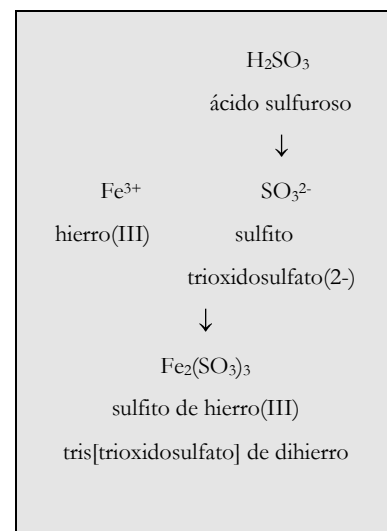 H₂SO₃
ácido sulfuroso
↓
Fe³⁺ SO₃²⁻
hierro(III) sulfito
trioxidosulfato(2-)
↓
Fe₂(SO₃)₃
sulfito de hierro(III)
tris[trioxidosulfato] de dihierro